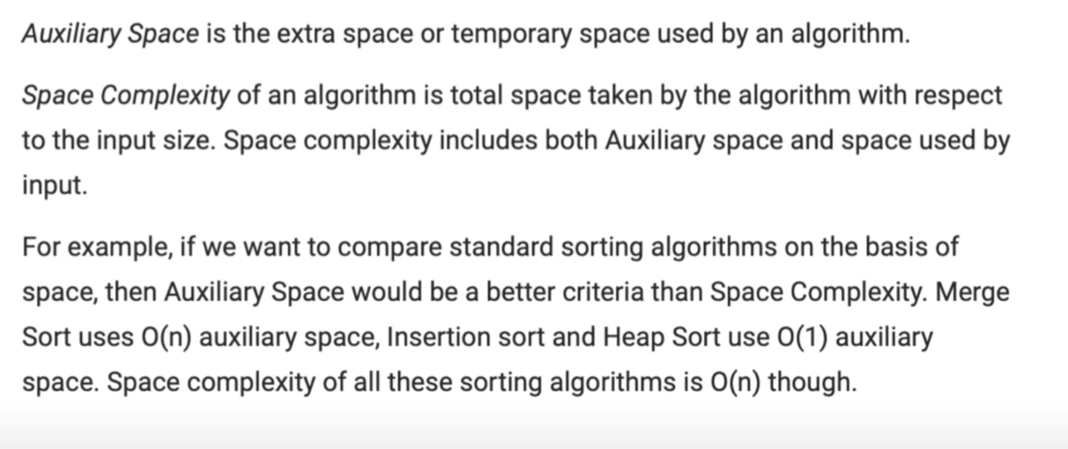 Auxiliary Space is the extra space or temporary space used by an algorithm.
Space Complexity of an algorithm is total space taken by the algorithm with respect
to the input size. Space complexity includes both Auxiliary space and space used by
input.
For example, if we want to compare standard sorting algorithms on the basis of
space, then Auxiliary Space would be a better criteria than Space Complexity. Merge
Sort uses O(n) auxiliary space, Insertion sort and Heap Sort use O(1) auxiliary
space. Space complexity of all these sorting algorithms is O(n) though.